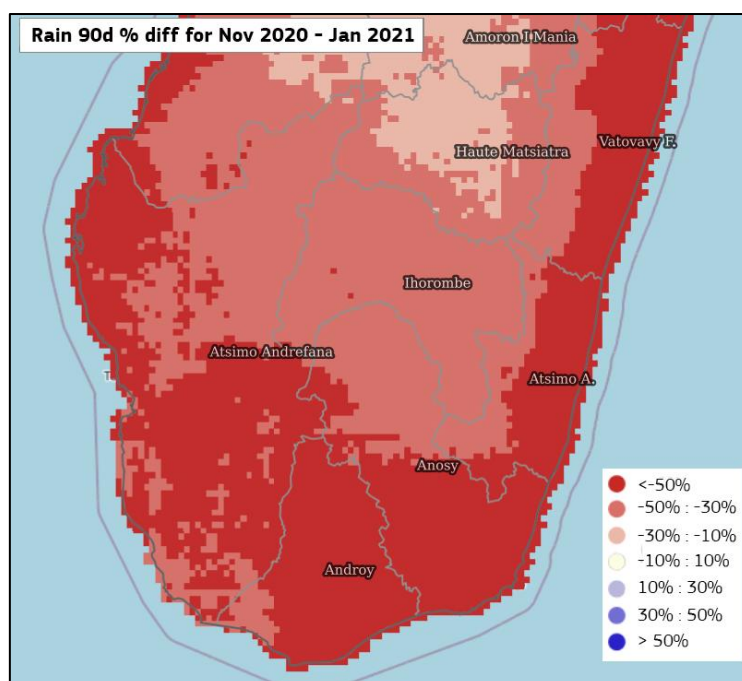 Rain 90d % diff for Nov 2020 - Jan 2021
Amoron I Mania
Vatovavy F.
Haute Matsiatra
Ihorombe
Atsimo Andrefana
Atsimo A.
Anosy
Androy
<-50%
-50% : -30%
-30% : -10%
-10% : 10%
10% : 30%
30% : 50%
> 50%